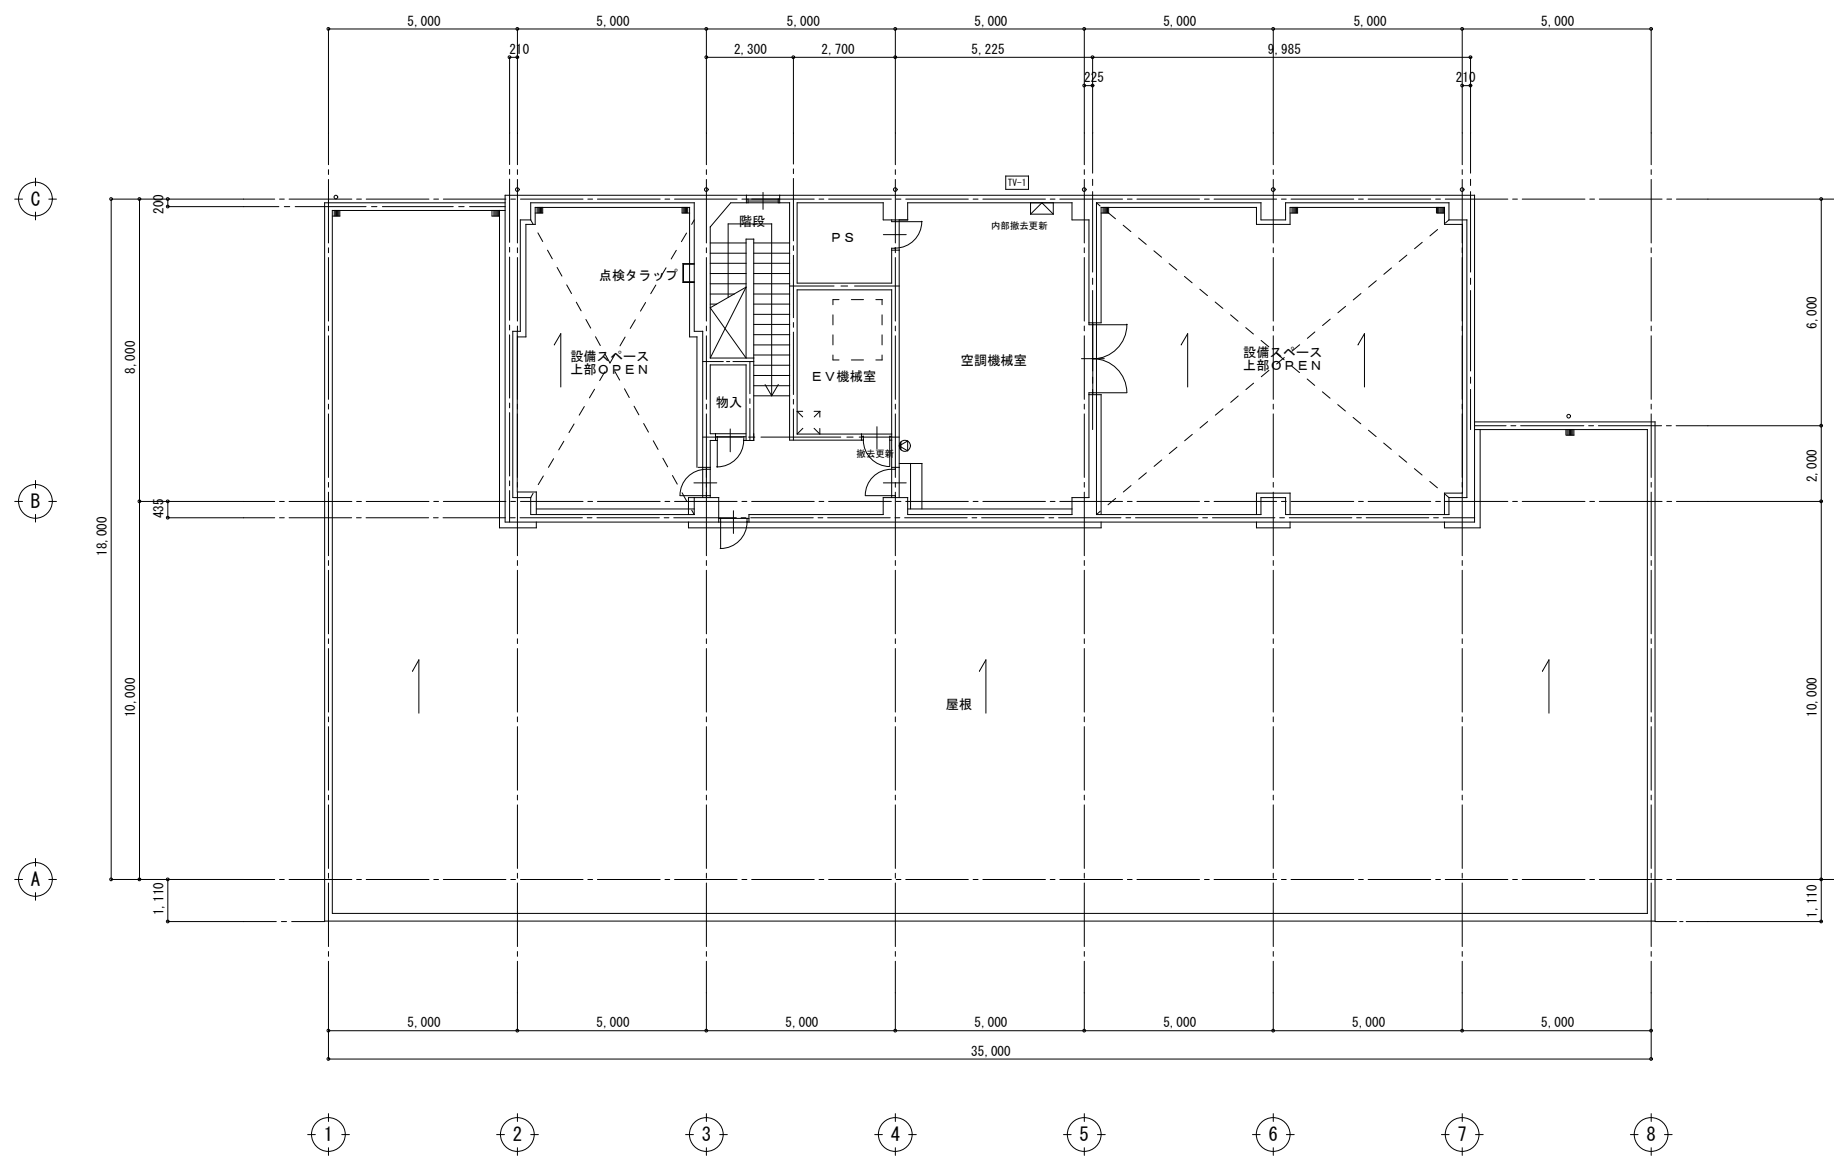 5,000 5,000 5,000 5,000 5,000 5,000 5,000
210 2,300 2,700 5,225 9,985
225 210
TV-1
C
200
階段
内部撤去更新
PS
点検タラップ
6,000
8,000
設備スペース
上部OPEN
空調機械室
設備スペース
上部OPEN
EV機械室
物入
撤去更新
2,000
B
435
18,000
10,000
屋根
10,000
A
1,110
1,110
5,000 5,000 5,000 5,000 5,000 5,000 5,000
35,000
1 2 3 4 5 6 7 8